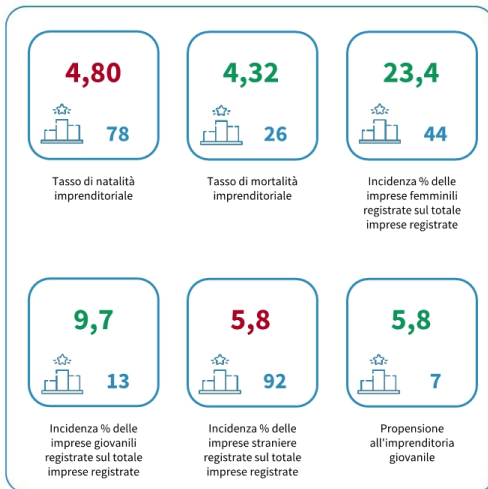 4,80
78
Tasso di natalità
imprenditoriale
4,32
26
Tasso di mortalità
imprenditoriale
23,4
44
Incidenza % delle
imprese femminili
registrate sul totale
imprese registrate
9,7
13
Incidenza % delle
imprese giovanili
registrate sul totale
imprese registrate
5,8
92
Incidenza % delle
imprese straniere
registrate sul totale
imprese registrate
5,8
7
Propensione
all'imprenditoria
giovanile